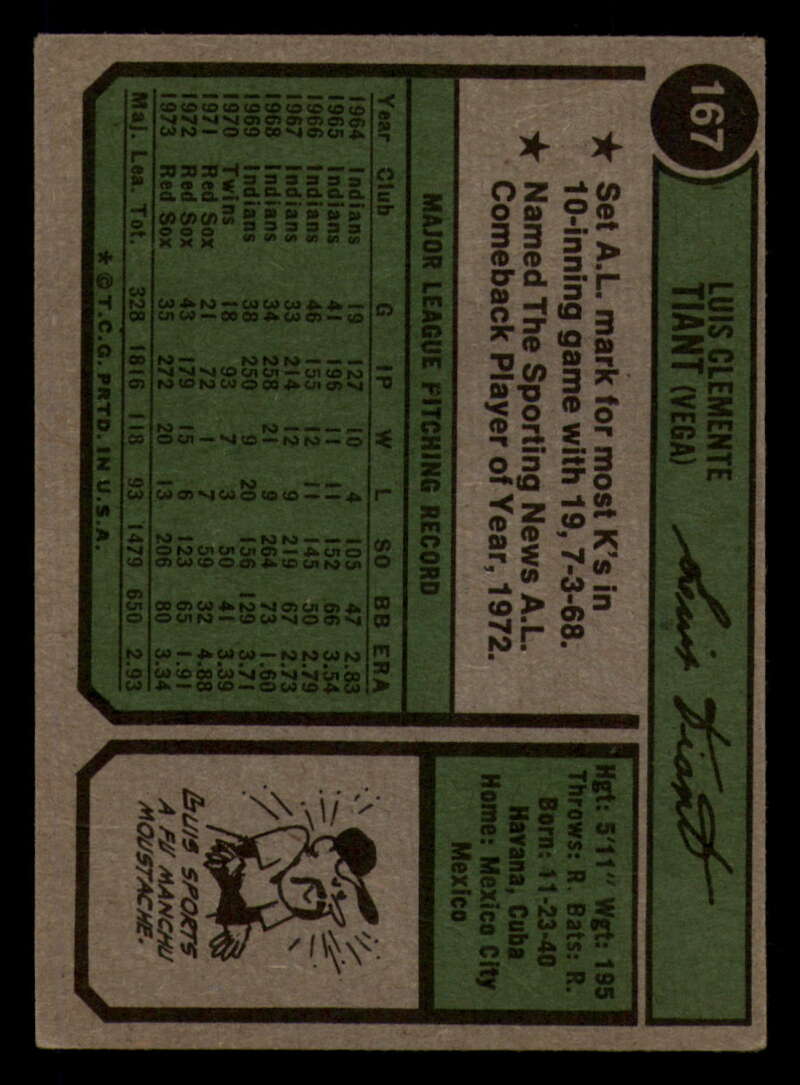 167
LUIS CLEMENTE
TIANT (VEGA)
Luis Tiant
★ Set A.L. mark for most K's in
10-inning game with 19, 7-3-68.
★ Named The Sporting News A.L.
Comeback Player of Year, 1972.
MAJOR LEAGUE PITCHING RECORD
Year Club G IP W L SO BB ERA
1964 Indians 19 127 10 4 105 47 2.83
1965 Indians 41 196 11 11 152 66 3.54
1966 Indians 46 155 12 11 145 50 2.79
1967 Indians 33 214 12 9 219 67 2.73
1968 Indians 34 258 21 9 264 73 1.60
1969 Indians 38 250 9 20 156 129 3.71
1970 Twins 18 93 7 3 50 41 3.39
1971 Red Sox 21 72 1 7 59 32 4.88
1972 Red Sox 43 179 15 6 123 65 1.91
1973 Red Sox 35 272 20 13 206 80 3.34
Maj. Lea. Tot. 328 1816 118 93 1479 650 2.93
* © T.C.G. PRTD. IN U.S.A.
Hgt: 5'11" Wgt: 195
Throws: R. Bats: R.
Born: 11-23-40
Havana, Cuba
Home: Mexico City
Mexico
LUIS SPORTS
A FU MANCHU
MOUSTACHE.